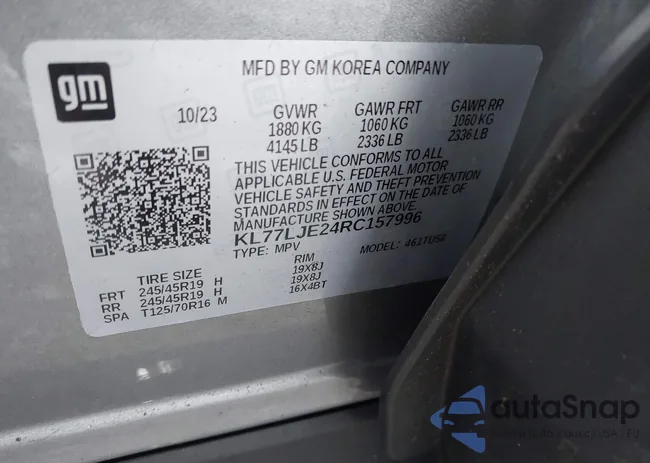 gm
MFD BY GM KOREA COMPANY
10/23 GVWR GAWR FRT GAWR RR
1880 KG 1060 KG 1060 KG
4145 LB 2336 LB 2336 LB
THIS VEHICLE CONFORMS TO ALL
APPLICABLE U.S. FEDERAL MOTOR
VEHICLE SAFETY AND THEFT PREVENTION
STANDARDS IN EFFECT ON THE DATE OF
MANUFACTURE SHOWN ABOVE.
KL77LJE24RC157996
TYPE: MPV MODEL: 461TU58
TIRE SIZE RIM
FRT 245/45R19 H 19X8J
RR 245/45R19 H 19X8J
SPA T125/70R16 M 16X4BT
autaSnap